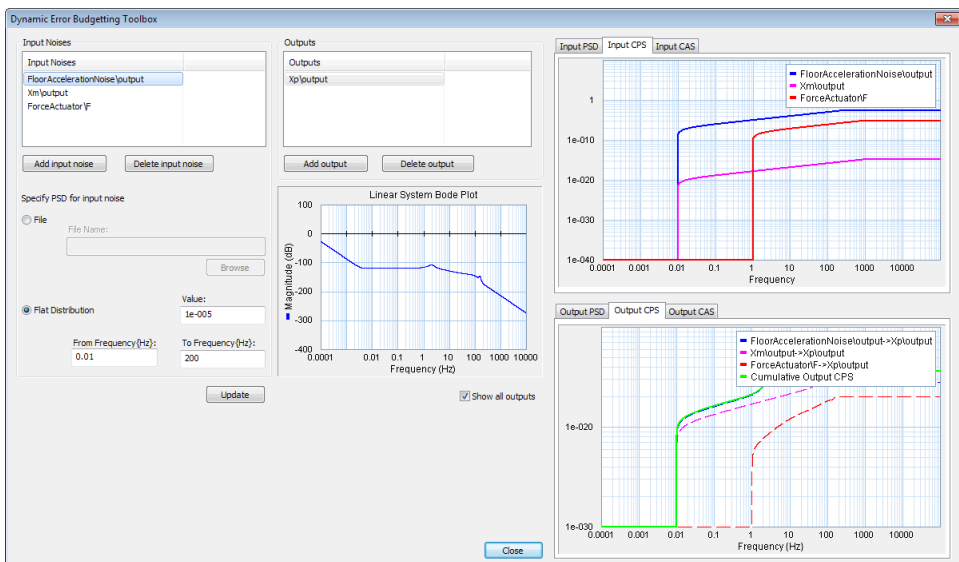 Dynamic Error Budgetting Toolbox
Input Noises
Input Noises
FloorAccelerationNoise\output
Xm\output
ForceActuator\F
Add input noise
Delete input noise
Specify PSD for input noise
File
File Name:
Browse
Flat Distribution
Value:
1e-005
From Frequency{Hz}:
0.01
To Frequency{Hz}:
200
Update
Outputs
Outputs
Xp\output
Add output
Delete output
Linear System Bode Plot
Magnitude (dB)
100
0
-100
-200
-300
-400
0.0001
0.01
0.1
1
10
100
1000
10000
Frequency (Hz)
Show all outputs
Close
Input PSD
Input CPS
Input CAS
FloorAccelerationNoise\output
Xm\output
ForceActuator\F
1
1e-010
1e-020
1e-030
1e-040
0.0001
0.001
0.01
0.1
1
10
100
1000
10000
Frequency
Output PSD
Output CPS
Output CAS
FloorAccelerationNoise\output->Xp\output
Xm\output->Xp\output
ForceActuator\F->Xp\output
Cumulative Output CPS
1e-020
1e-030
0.0001
0.001
0.01
0.1
1
10
100
1000
10000
Frequency (Hz)